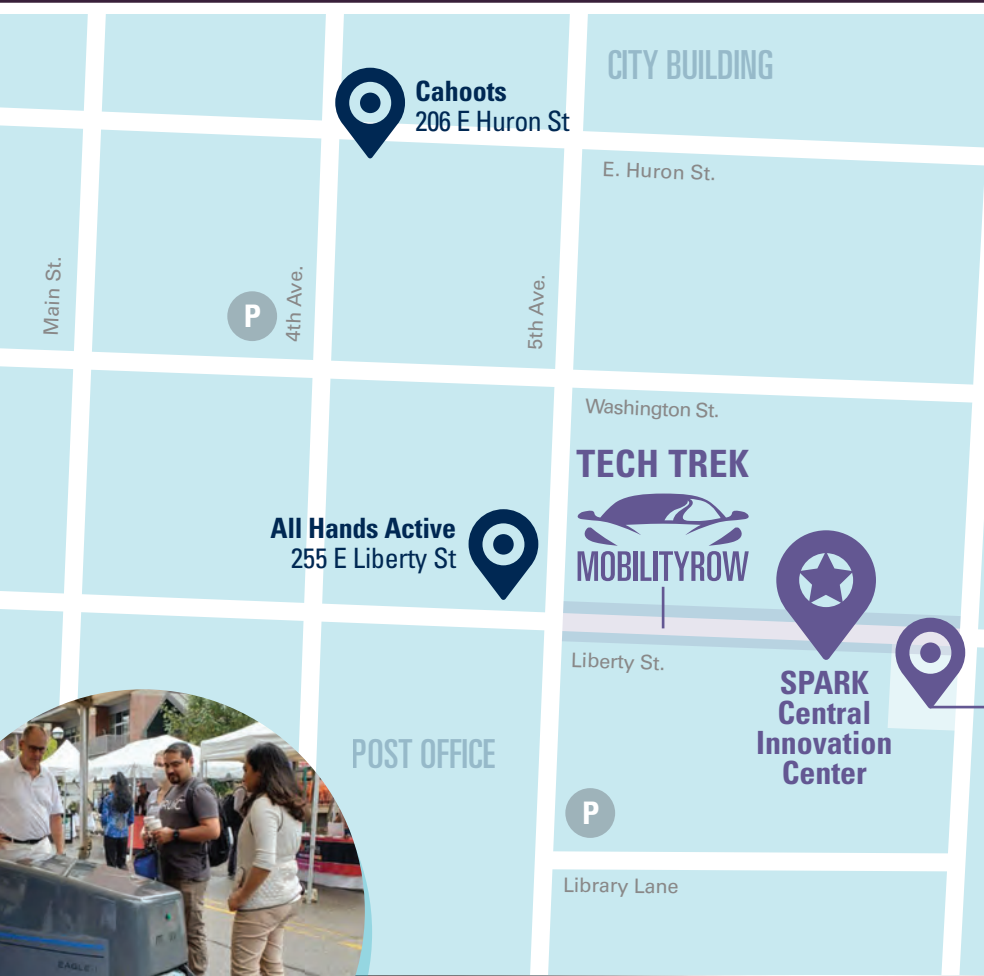 CITY BUILDING
Cahoots
206 E Huron St
E. Huron St.
Main St.
P
4th Ave.
5th Ave.
Washington St.
TECH TREK
MOBILITYROW
All Hands Active
255 E Liberty St
Liberty St.
SPARK
Central
Innovation
Center
POST OFFICE
P
Library Lane
EAGLE